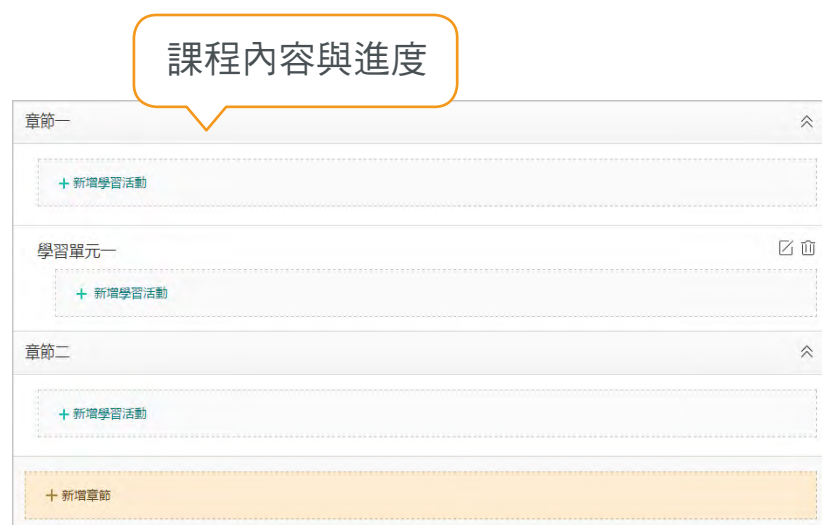 課程內容與進度
章節一
+ 新增學習活動
學習單元一
+ 新增學習活動
章節二
+ 新增學習活動
+ 新增章節